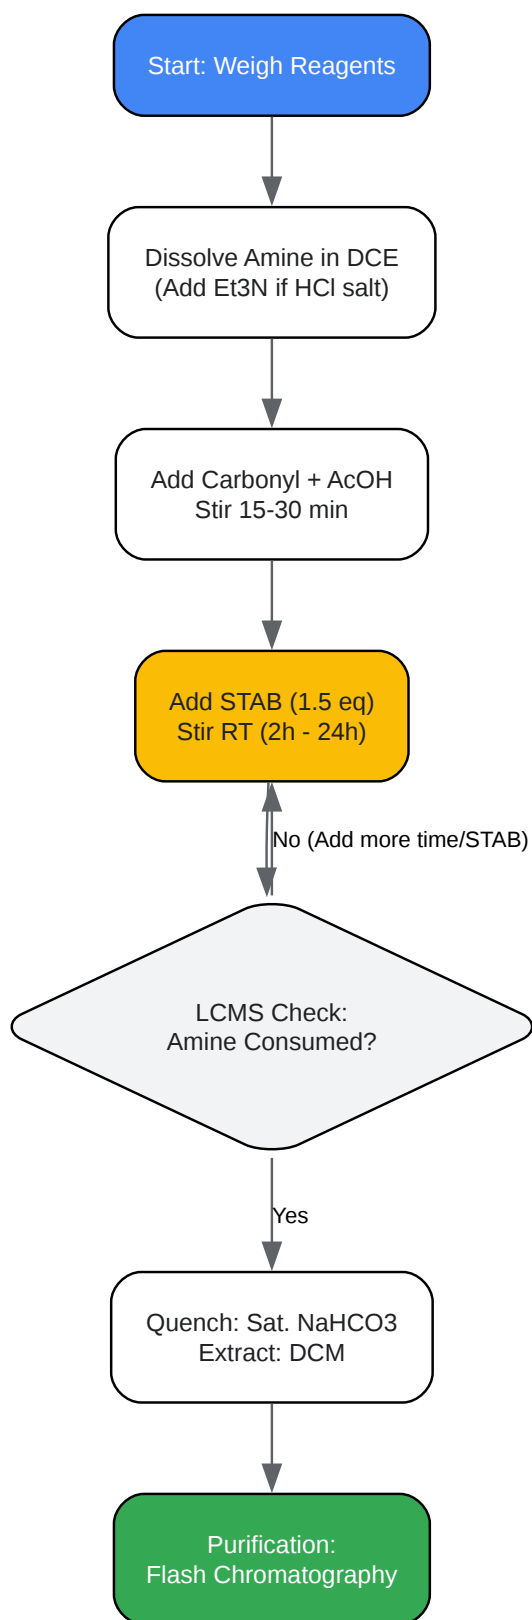 Start: Weigh Reagents
Dissolve Amine in DCE
(Add Et3N if HCl salt)
Add Carbonyl + AcOH
Stir 15-30 min
Add STAB (1.5 eq)
Stir RT (2h - 24h)
No (Add more time/STAB)
LCMS Check:
Amine Consumed?
Yes
Quench: Sat. NaHCO3
Extract: DCM
Purification:
Flash Chromatography